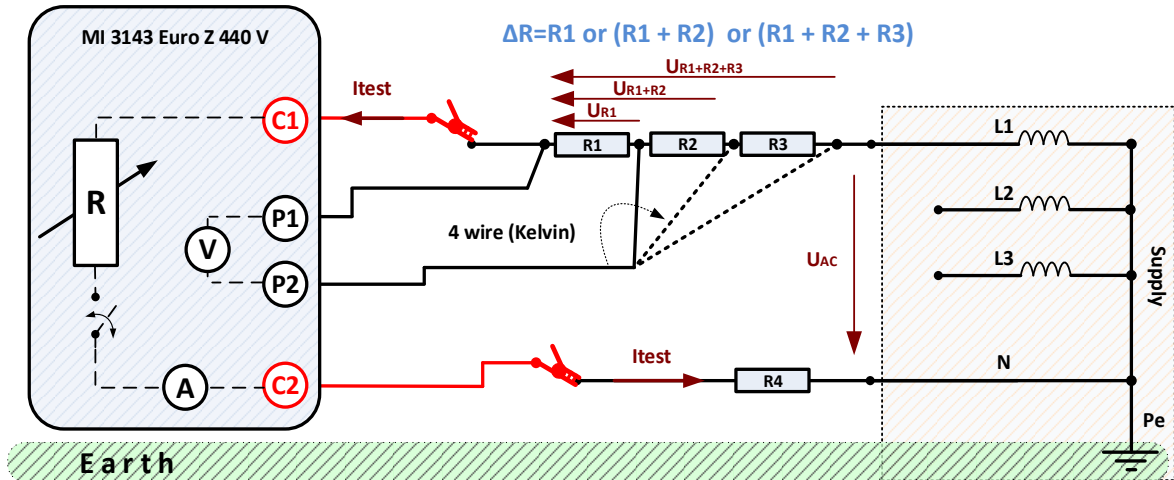 MI 3143 Euro Z 440 V
ΔR=R1 or (R1 + R2) or (R1 + R2 + R3)
UR1+R2+R3
UR1+R2
UR1
Itest
C1
R1
R2
R3
L1
R
P1
V
P2
4 wire (Kelvin)
L2
UAC
L3
Supply
Itest
A
C2
R4
N
Pe
Earth